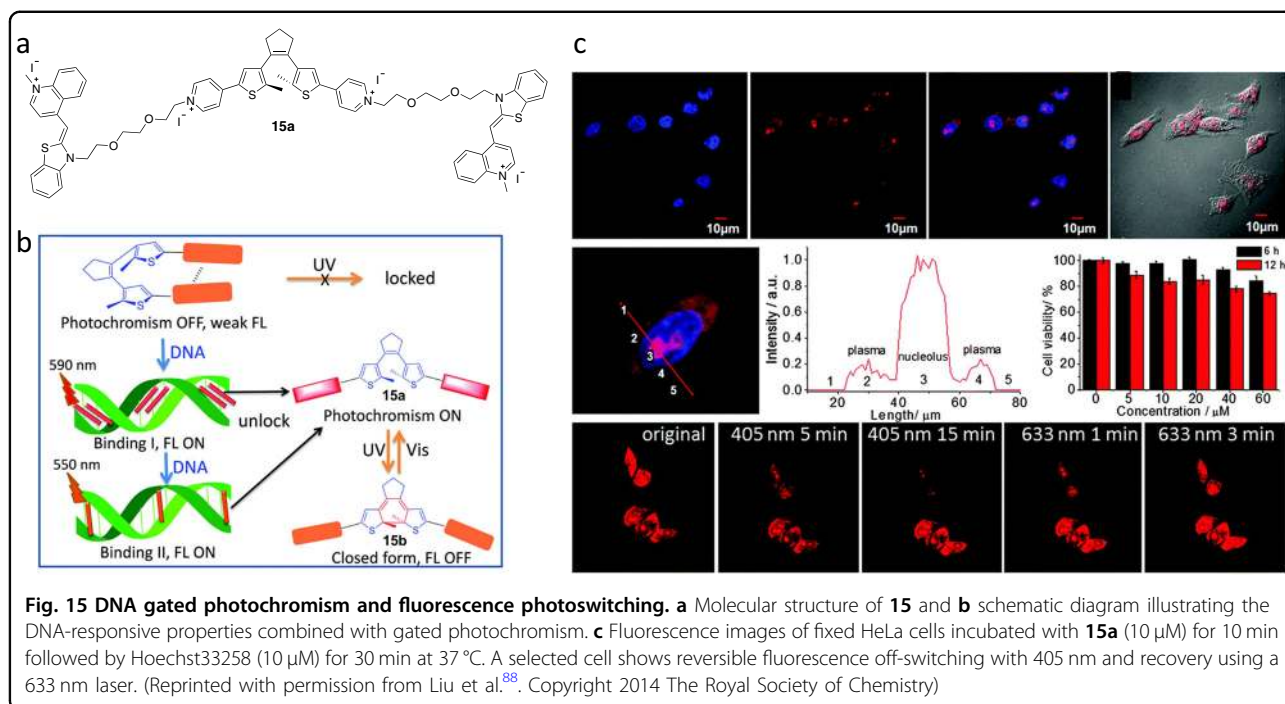 a
I⁻
N⁺
S
N
O
O
I⁻
N⁺
S
S
15a
N⁺
I⁻
O
O
N
S
N⁺
I⁻
b
UV
X
locked
Photochromism OFF, weak FL
DNA
590 nm
unlock
Binding I, FL ON
15a
Photochromism ON
DNA
550 nm
UV
Vis
Binding II, FL ON
15b
Closed form, FL OFF
c
10μm
10μm
10μm
10μm
1
2
3
4
5
Intensity / a.u.
1.0
0.8
0.6
0.4
0.2
0
plasma
nucleolus
plasma
1
2
3
4
5
20 40 60 80
Length/ μm
Cell viability/ %
100
80
60
40
20
0
6 h
12 h
0 5 10 20 40 60
Concentration / μM
original
405 nm 5 min
405 nm 15 min
633 nm 1 min
633 nm 3 min
Fig. 15 DNA gated photochromism and fluorescence photoswitching. a Molecular structure of 15 and b schematic diagram illustrating the
DNA-responsive properties combined with gated photochromism. c Fluorescence images of fixed HeLa cells incubated with 15a (10 μM) for 10 min
followed by Hoechst33258 (10 μM) for 30 min at 37 °C. A selected cell shows reversible fluorescence off-switching with 405 nm and recovery using a
633 nm laser. (Reprinted with permission from Liu et al.⁸⁸. Copyright 2014 The Royal Society of Chemistry)